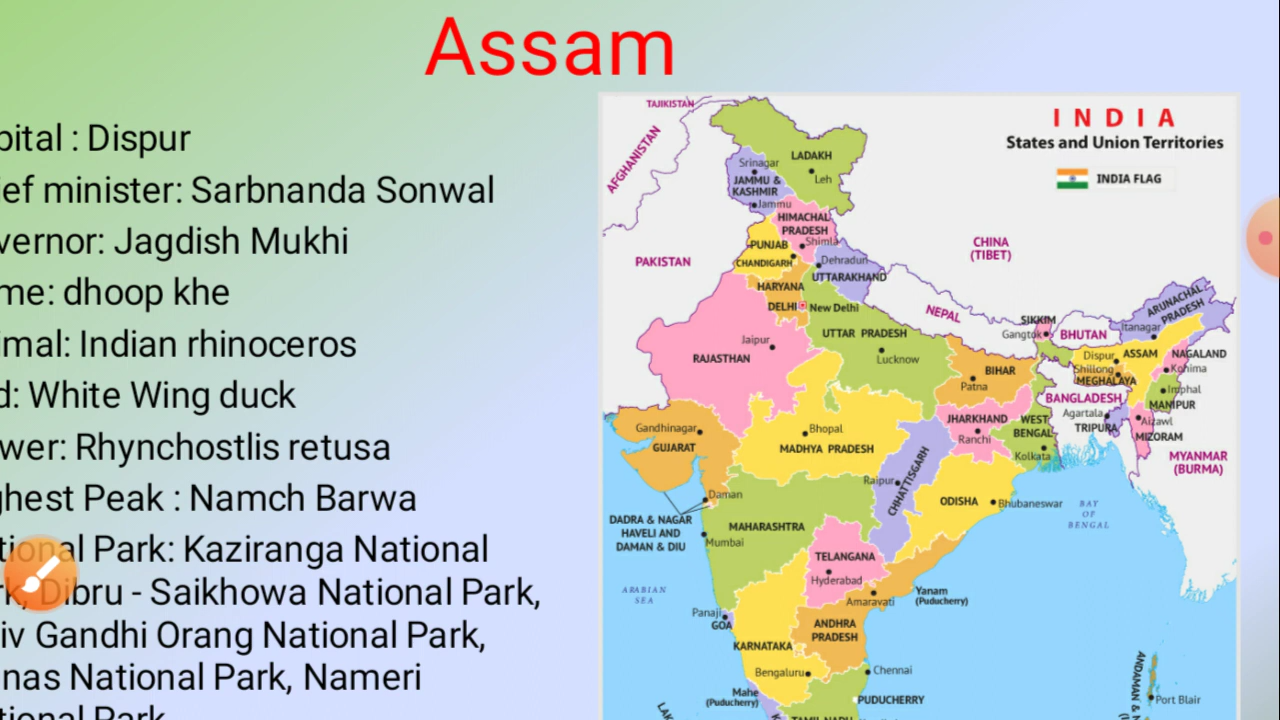 Assam
pital : Dispur
ief minister: Sarbnanda Sonwal
vernor: Jagdish Mukhi
me: dhoop khe
imal: Indian rhinoceros
d: White Wing duck
wer: Rhynchostlis retusa
ghest Peak : Namch Barwa
tional Park: Kaziranga National
rk, Dibru - Saikhowa National Park,
iv Gandhi Orang National Park,
nas National Park, Nameri
tional Park
INDIA
States and Union Territories
INDIA FLAG
TAJIKISTAN
AFGHANISTAN
PAKISTAN
CHINA
(TIBET)
NEPAL
BHUTAN
BANGLADESH
MYANMAR
(BURMA)
LADAKH
Leh
Srinagar
JAMMU &
KASHMIR
Jammu
HIMACHAL
PRADESH
Shimla
PUNJAB
CHANDIGARH
Dehradun
UTTARAKHAND
HARYANA
DELHI
New Delhi
UTTAR PRADESH
Lucknow
Jaipur
RAJASTHAN
BIHAR
Patna
SIKKIM
Gangtok
ARUNACHAL
PRADESH
Itanagar
Dispur
ASSAM
NAGALAND
Kohima
Shillong
MEGHALAYA
Imphal
MANIPUR
Agartala
TRIPURA
Aizawl
MIZORAM
JHARKHAND
Ranchi
WEST
BENGAL
Kolkata
Gandhinagar
GUJARAT
Bhopal
MADHYA PRADESH
CHHATTISGARH
Raipur
ODISHA
Bhubaneswar
BAY
OF
BENGAL
Daman
DADRA & NAGAR
HAVELI AND
DAMAN & DIU
MAHARASHTRA
Mumbai
TELANGANA
Hyderabad
ARABIAN
SEA
Amaravati
Yanam
(Puducherry)
Panaji
GOA
ANDHRA
PRADESH
KARNATAKA
Bengaluru
Chennai
Mahe
(Puducherry)
PUDUCHERRY
TAMIL NADU
LAK
K
ANDAMAN &
Port Blair